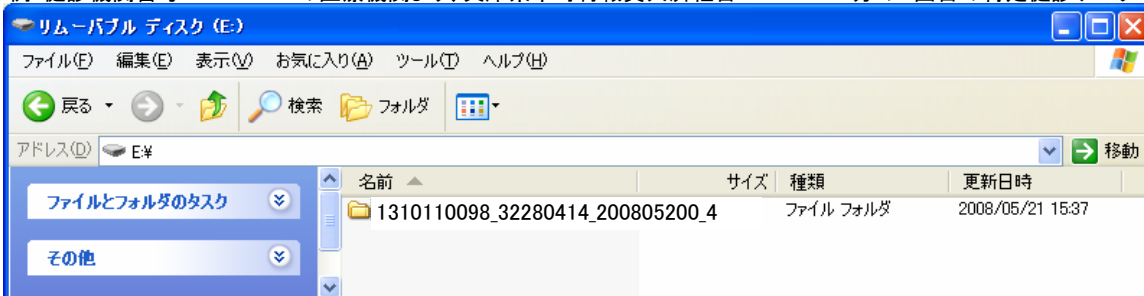 リムーバブル ディスク (E:)
ファイル(F) 編集(E) 表示(V) お気に入り(A) ツール(T) ヘルプ(H)
戻る 検索 フォルダ
アドレス(D) E:¥ 移動
名前 サイズ 種類 更新日時
ファイルとフォルダのタスク
1310110098_32280414_200805200_4 ファイル フォルダ 2008/05/21 15:37
その他